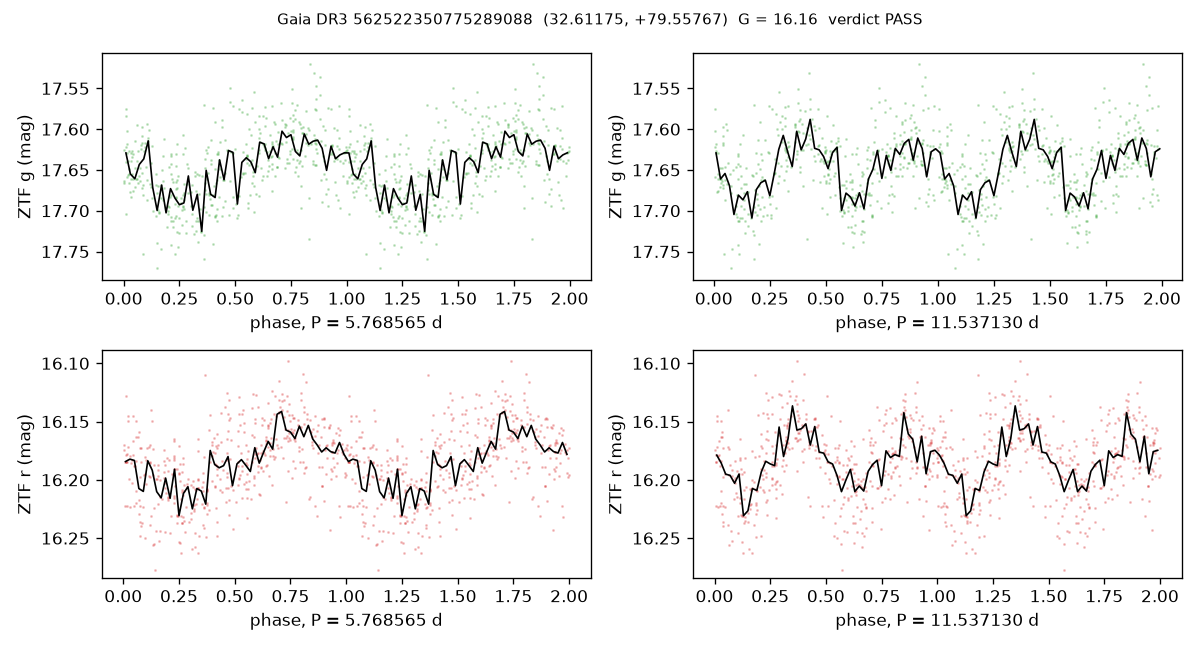 Gaia DR3 562522350775289088 (32.61175, +79.55767) G = 16.16 verdict PASS
ZTF g (mag)
17.55
17.60
17.65
17.70
17.75
0.00 0.25 0.50 0.75 1.00 1.25 1.50 1.75 2.00
phase, P = 5.768565 d
ZTF g (mag)
17.55
17.60
17.65
17.70
17.75
0.00 0.25 0.50 0.75 1.00 1.25 1.50 1.75 2.00
phase, P = 11.537130 d
ZTF r (mag)
16.10
16.15
16.20
16.25
0.00 0.25 0.50 0.75 1.00 1.25 1.50 1.75 2.00
phase, P = 5.768565 d
ZTF r (mag)
16.10
16.15
16.20
16.25
0.00 0.25 0.50 0.75 1.00 1.25 1.50 1.75 2.00
phase, P = 11.537130 d